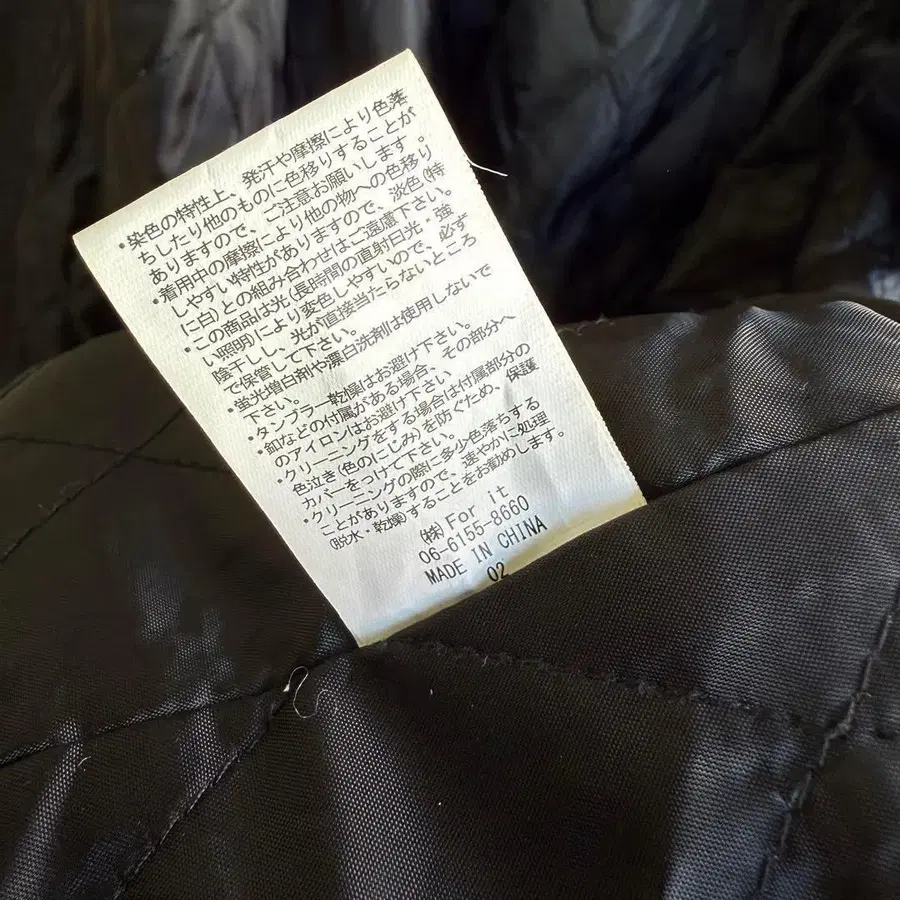 ・染色の特性上、発汗や摩擦により色落
ちしたり他のものに色移りすることが
ありますので、ご注意お願いします。
・着用中の摩擦により他の物への色移り
しやすい特性がありますので、淡色(特
に白)との組み合わせはご遠慮下さい。
・この商品は光(長時間の直射日光・強
い照明)により変色しやすいので、必ず
陰干しし、光が直接当たらないところ
で保管して下さい。
・蛍光増白剤や漂白洗剤は使用しないで
下さい。
・タンブラー乾燥はお避け下さい。
・釦などの付属がある場合、その部分へ
のアイロンはお避け下さい
・クリーニングをする場合は付属部分の
色泣き(色のにじみ)を防ぐため、保護
カバーをつけて下さい。
・クリーニングの際に多少色落ちする
ことがありますので、速やかに処理
(脱水・乾燥)することをお勧めします。
(株)For it
06-6155-8660
MADE IN CHINA
02